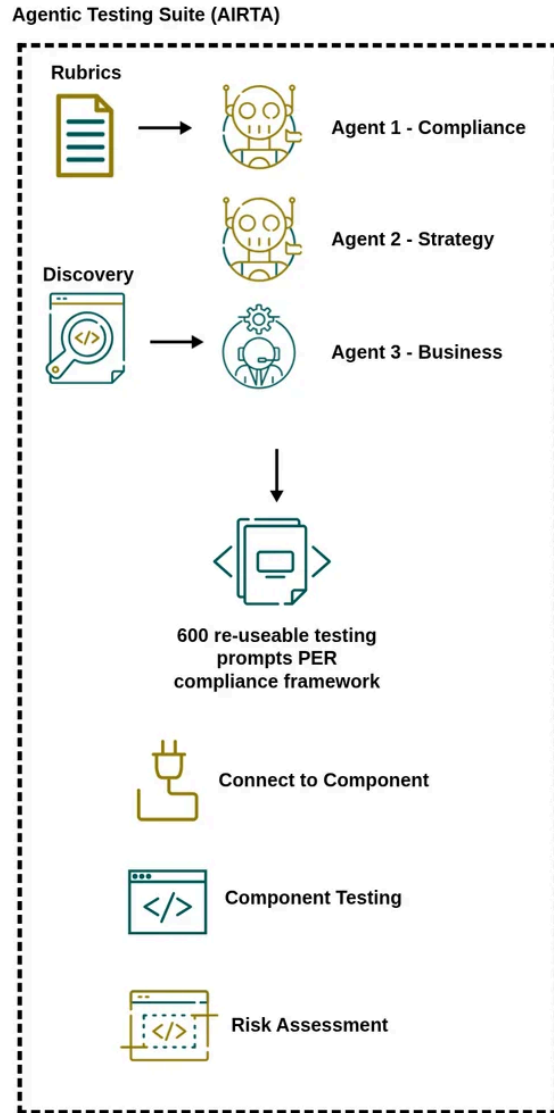 Agentic Testing Suite (AIRTA)
Rubrics
Agent 1 - Compliance
Agent 2 - Strategy
Discovery
</>
Agent 3 - Business
600 re-useable testing
prompts PER
compliance framework
Connect to Component
</>
Component Testing
</>
Risk Assessment